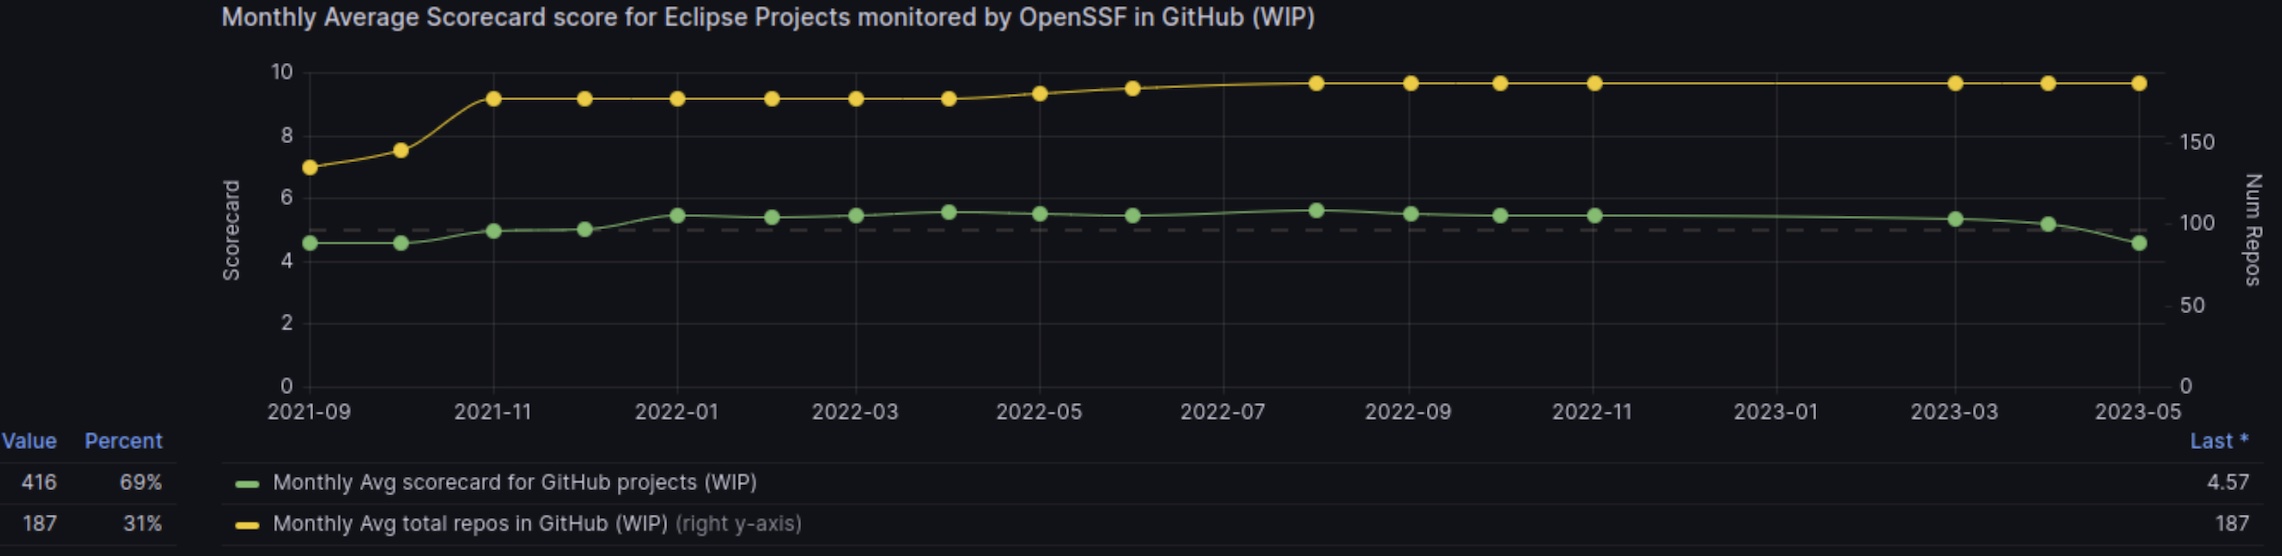 Monthly Average Scorecard score for Eclipse Projects monitored by OpenSSF in GitHub (WIP)
10
8
6
4
2
0
Scorecard
150
100
50
0
Num Repos
2021-09 2021-11 2022-01 2022-03 2022-05 2022-07 2022-09 2022-11 2023-01 2023-03 2023-05
Value Percent
416 69%
187 31%
Last *
Monthly Avg scorecard for GitHub projects (WIP) 4.57
Monthly Avg total repos in GitHub (WIP) (right y-axis) 187